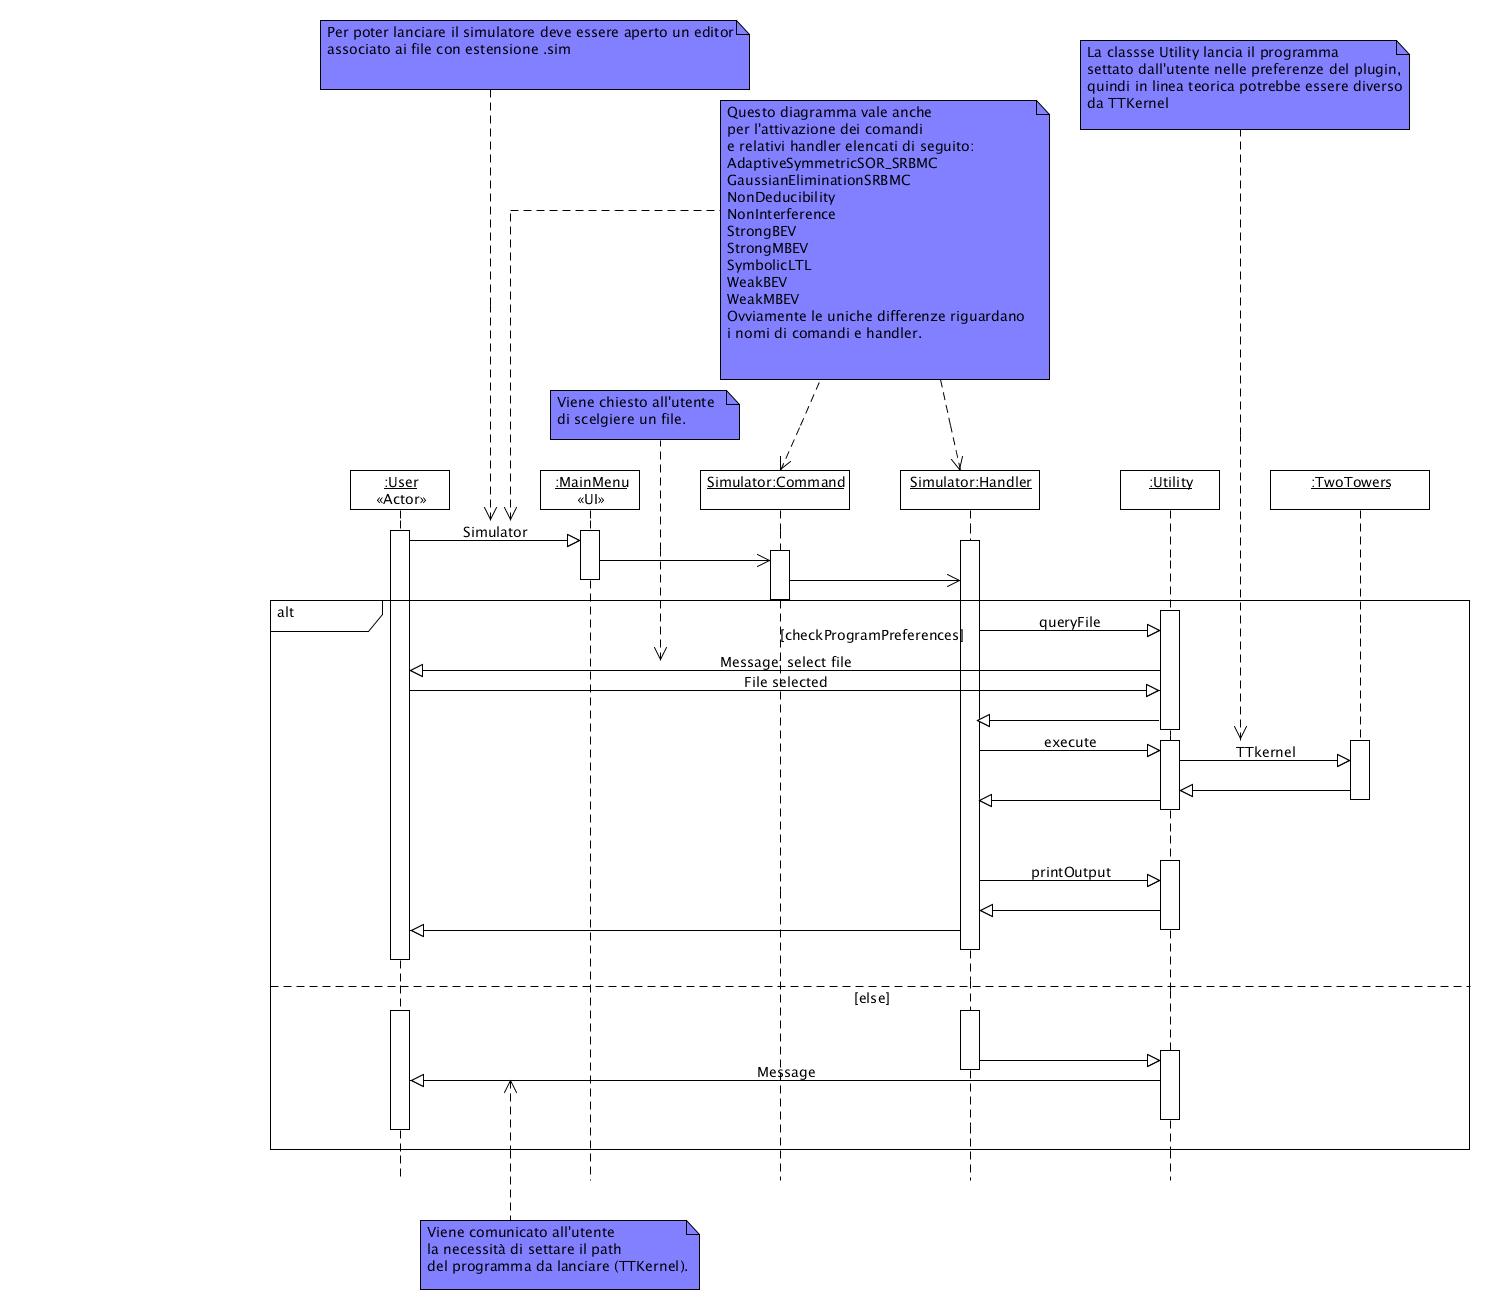 Per poter lanciare il simulatore deve essere aperto un editor
associato ai file con estensione .sim
La classse Utility lancia il programma
settato dall'utente nelle preferenze del plugin,
quindi in linea teorica potrebbe essere diverso
da TTKernel
Questo diagramma vale anche
per l'attivazione dei comandi
e relativi handler elencati di seguito:
AdaptiveSymmetricSOR_SRBMC
GaussianEliminationSRBMC
NonDeducibility
NonInterference
StrongBEV
StrongMBEV
SymbolicLTL
WeakBEV
WeakMBEV
Ovviamente le uniche differenze riguardano
i nomi di comandi e handler.
Viene chiesto all'utente
di scelgiere un file.
:User
«Actor»
:MainMenu
«UI»
Simulator:Command
Simulator:Handler
:Utility
:TwoTowers
Simulator
alt
[checkProgramPreferences]
queryFile
Message: select file
File selected
execute
TTkernel
printOutput
[else]
Message
Viene comunicato all'utente
la necessità di settare il path
del programma da lanciare (TTKernel).